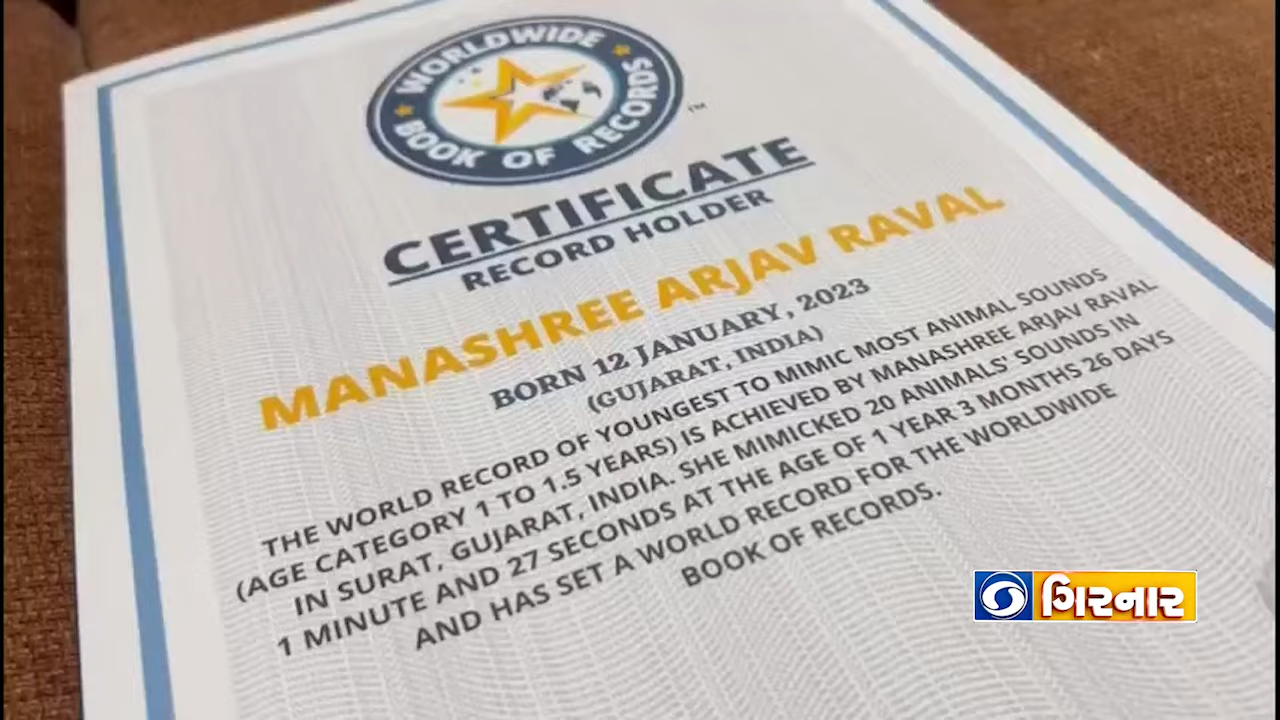 WORLDWIDE
BOOK OF RECORDS
™
CERTIFICATE
RECORD HOLDER
MANASHREE ARJAV RAVAL
BORN 12 JANUARY, 2023
(GUJARAT, INDIA)
THE WORLD RECORD OF YOUNGEST TO MIMIC MOST ANIMAL SOUNDS
(AGE CATEGORY 1 TO 1.5 YEARS) IS ACHIEVED BY MANASHREE ARJAV RAVAL
IN SURAT, GUJARAT, INDIA. SHE MIMICKED 20 ANIMALS' SOUNDS IN
1 MINUTE AND 27 SECONDS AT THE AGE OF 1 YEAR 3 MONTHS 26 DAYS
AND HAS SET A WORLD RECORD FOR THE WORLDWIDE
BOOK OF RECORDS.
ગિરનાર